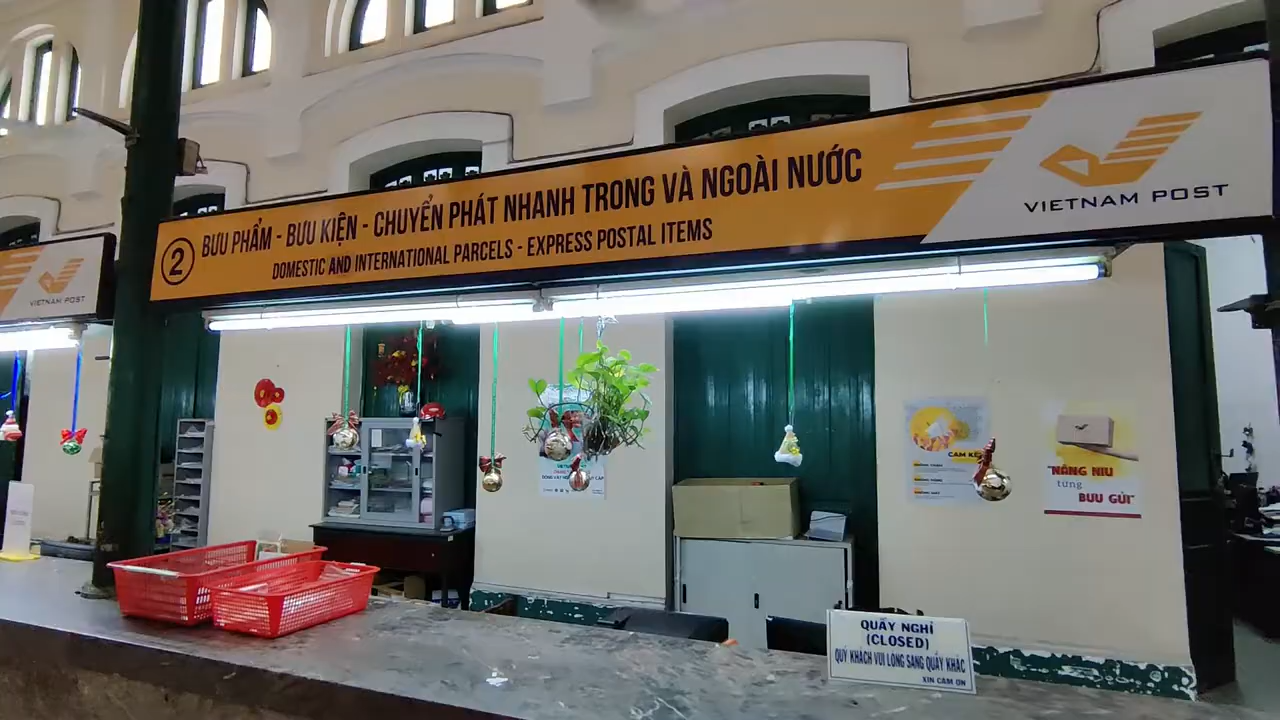 2
BƯU PHẨM - BƯU KIỆN - CHUYỂN PHÁT NHANH TRONG VÀ NGOÀI NƯỚC
DOMESTIC AND INTERNATIONAL PARCELS - EXPRESS POSTAL ITEMS
VIETNAM POST
VIETNAM POST
CAM KẾ
"NÂNG NIU
từng
BƯU GỬI"
QUẦY NGHỈ
(CLOSED)
QUÝ KHÁCH VUI LÒNG SANG QUẦY KHÁC
XIN CẢM ƠN